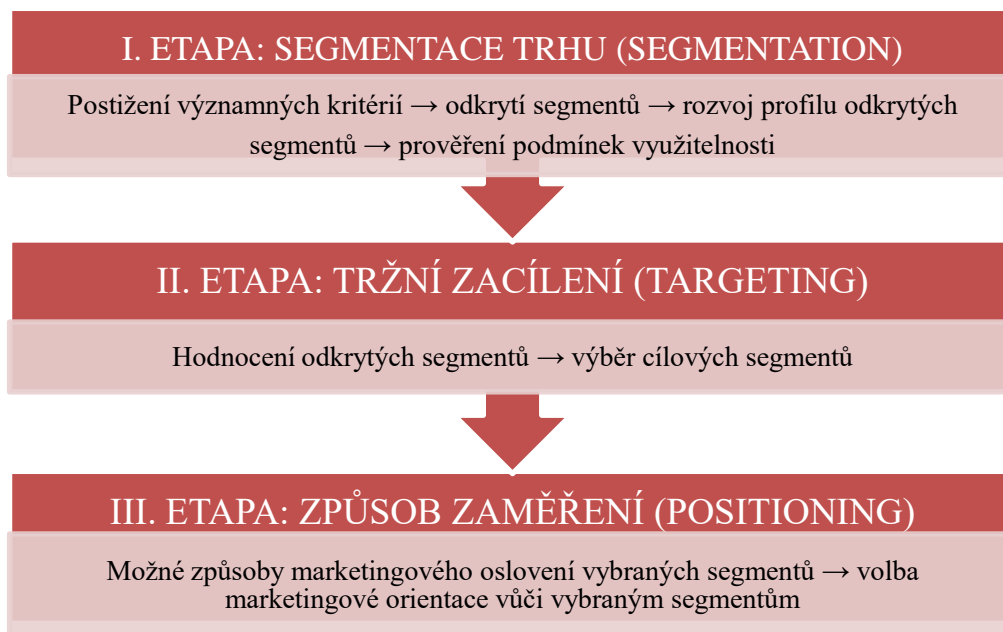 I. ETAPA: SEGMENTACE TRHU (SEGMENTATION)
Postižení významných kritérií → odkrytí segmentů → rozvoj profilu odkrytých
segmentů → prověření podmínek využitelnosti
II. ETAPA: TRŽNÍ ZACÍLENÍ (TARGETING)
Hodnocení odkrytých segmentů → výběr cílových segmentů
III. ETAPA: ZPŮSOB ZAMĚŘENÍ (POSITIONING)
Možné způsoby marketingového oslovení vybraných segmentů → volba
marketingové orientace vůči vybraným segmentům